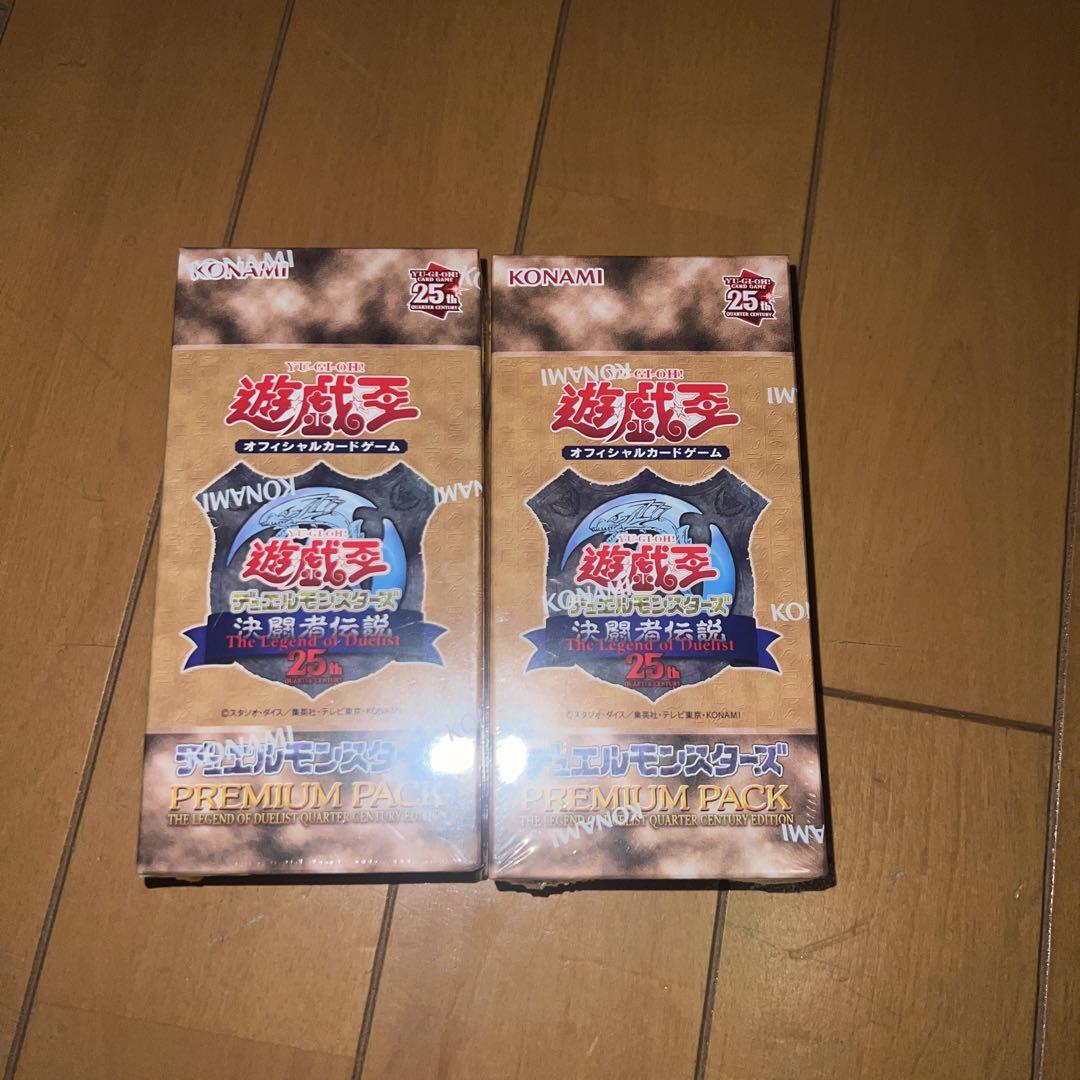 KONAMI
YU-GI-OH!
CARD GAME
25th
QUARTER CENTURY
YU-GI-OH!
遊☆戯☆王
オフィシャルカードゲーム
KONAMI
YU-GI-OH!
遊☆戯☆王
デュエルモンスターズ
決闘者伝説
The Legend of Duelist
25th
QUARTER CENTURY
©スタジオ・ダイス/集英社・テレビ東京・KONAMI
KONAMI
デュエルモンスターズ
PREMIUM PACK
THE LEGEND OF DUELIST QUARTER CENTURY EDITION
KONAMI
YU-GI-OH!
CARD GAME
25th
QUARTER CENTURY
KONAMI
YU-GI-OH!
遊☆戯☆王
オフィシャルカードゲーム
YU-GI-OH!
遊☆戯☆王
KONAMI
デュエルモンスターズ
決闘者伝説
The Legend of Duelist
25th
QUARTER CENTURY
©スタジオ・ダイス/集英社・テレビ東京・KONAMI
デュエルモンスターズ
PREMIUM PACK
THE LEGEND OF DUELIST QUARTER CENTURY EDITION
KONAMI